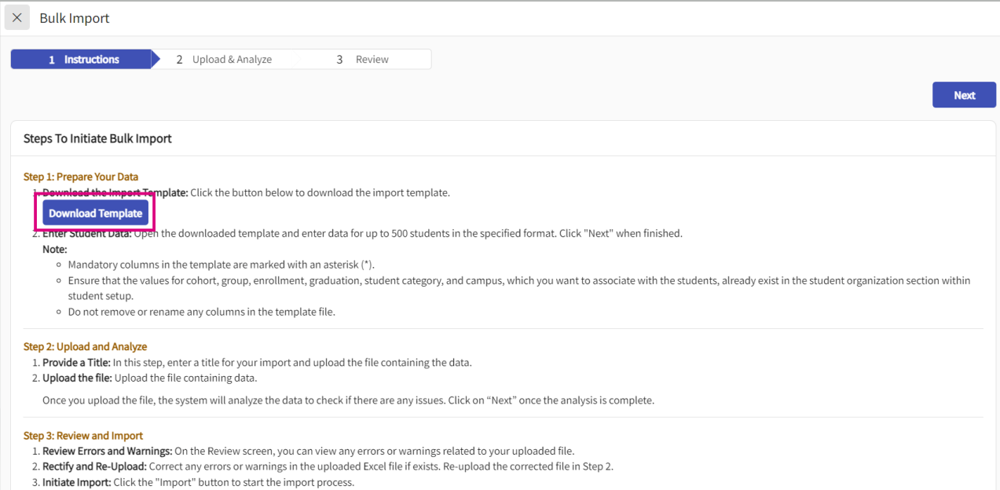 Bulk Import
1 Instructions 2 Upload & Analyze 3 Review
Next
Steps To Initiate Bulk Import
Step 1: Prepare Your Data
1. Download the Import Template: Click the button below to download the import template.
Download Template
2. Enter Student Data: Open the downloaded template and enter data for up to 500 students in the specified format. Click "Next" when finished.
Note:
Mandatory columns in the template are marked with an asterisk (*).
Ensure that the values for cohort, group, enrollment, graduation, student category, and campus, which you want to associate with the students, already exist in the student organization section within
student setup.
Do not remove or rename any columns in the template file.
Step 2: Upload and Analyze
1. Provide a Title: In this step, enter a title for your import and upload the file containing the data.
2. Upload the file: Upload the file containing data.
Once you upload the file, the system will analyze the data to check if there are any issues. Click on “Next” once the analysis is complete.
Step 3: Review and Import
1. Review Errors and Warnings: On the Review screen, you can view any errors or warnings related to your uploaded file.
2. Rectify and Re-Upload: Correct any errors or warnings in the uploaded Excel file if exists. Re-upload the corrected file in Step 2.
3. Initiate Import: Click the "Import" button to start the import process.